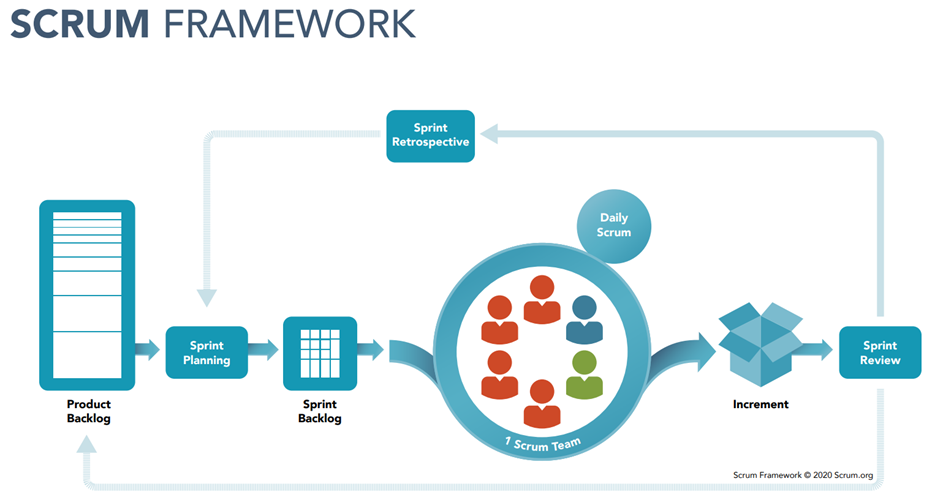 SCRUM FRAMEWORK
Sprint
Retrospective
Daily
Scrum
Sprint
Planning
Sprint
Review
Product
Backlog
Sprint
Backlog
Increment
1 Scrum Team
Scrum Framework © 2020 Scrum.org